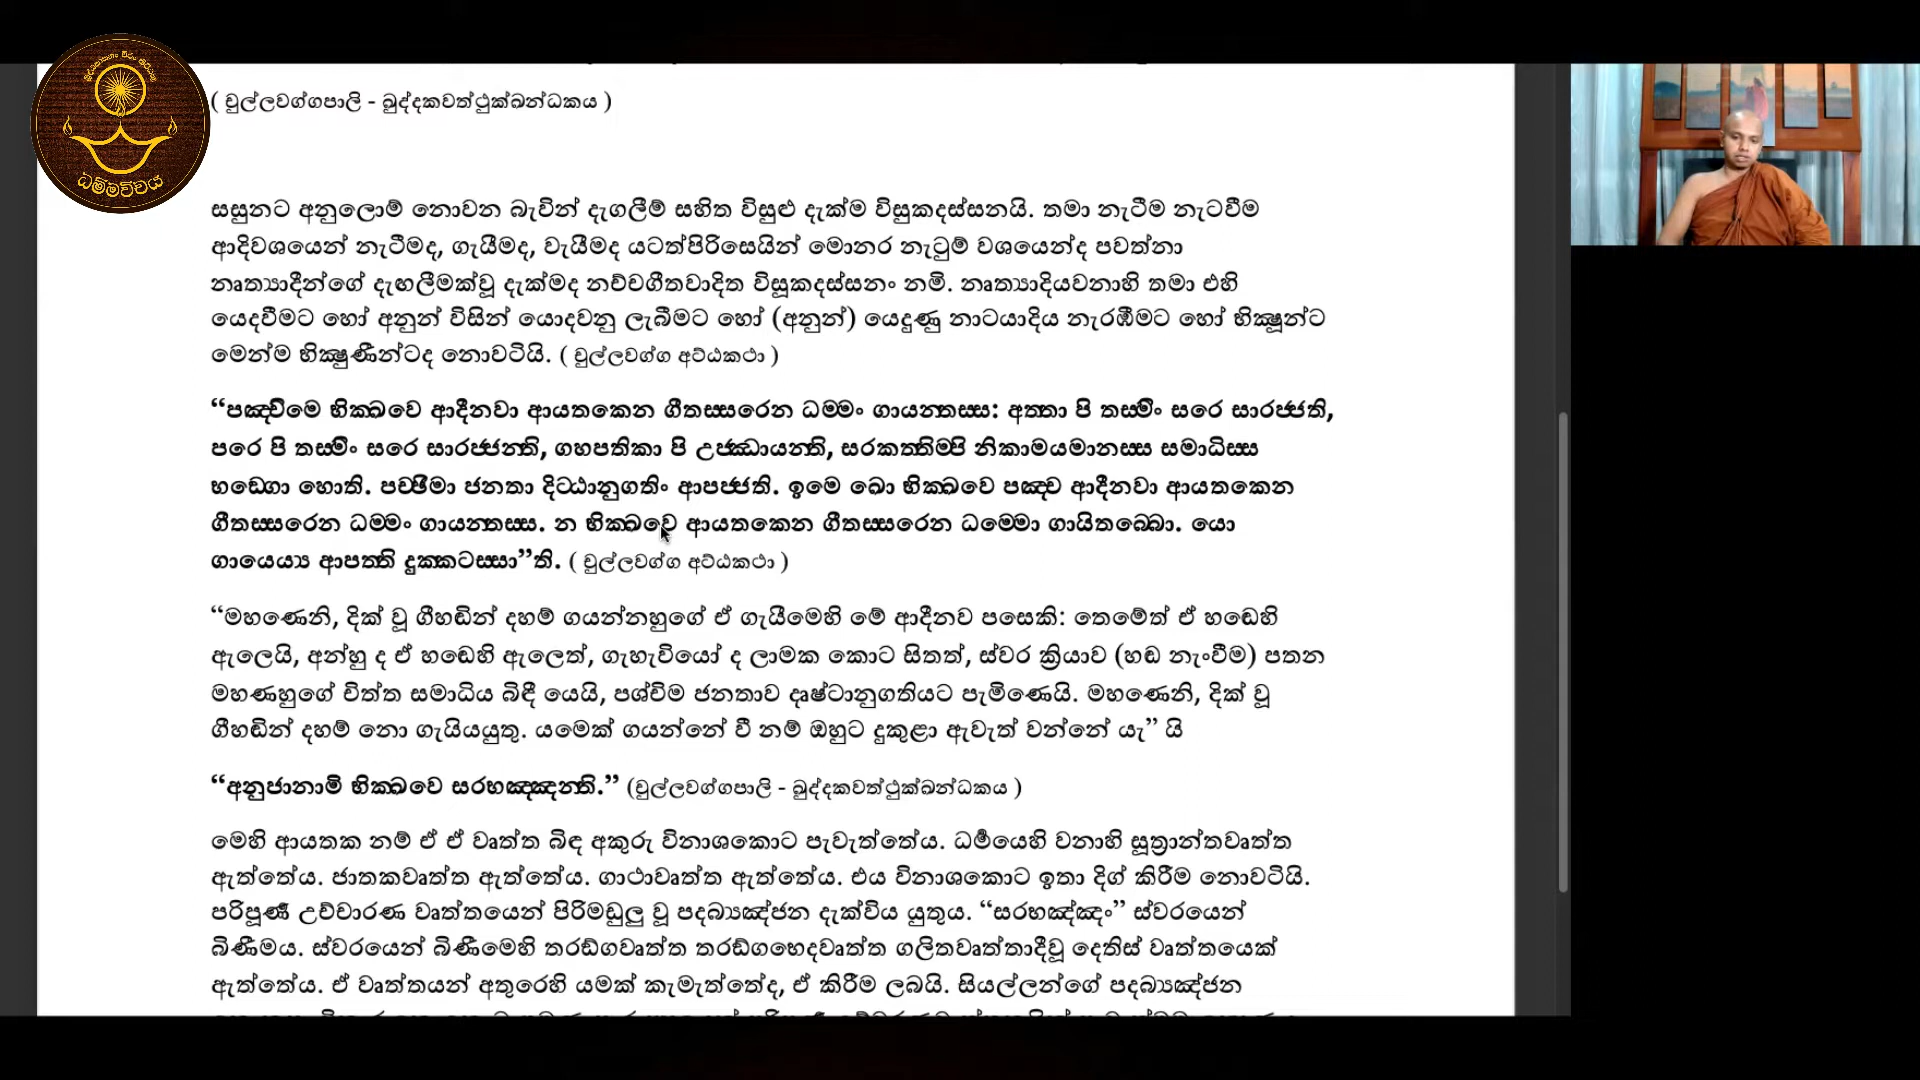 ( චුල්ලවග්ගපාලි - ඛුද්දකවත්ථුක්ඛන්ධකය )
ධම්මවිචය
සසුනට අනුලොම් නොවන බැවින් දැගලීම් සහිත විසුළු දැක්ම විසුකදස්සනයි. තමා නැටීම නැටවීම
ආදිවශයෙන් නැටීමද, ගැයීමද, වැයීමද යටත්පිරිසෙයින් මොනර නැටුම් වශයෙන්ද පවත්නා
නෘත්‍යාදීන්ගේ දැඟලීමක්වූ දැක්මද නච්චගීතවාදිත විසූකදස්සනං නමි. නෘත්‍යාදියවනාහි තමා එහි
යෙදවීමට හෝ අනුන් විසින් යොදවනු ලැබීමට හෝ (අනුන්) යෙදුණු නාට්‍යාදිය නැරඹීමට හෝ භික්‍ෂූන්ට
මෙන්ම භික්‍ෂුණීන්ටද නොවටියි. ( චුල්ලවග්ග අට්ඨකථා )
“පඤ්චිමෙ භික්ඛවෙ ආදීනවා ආයතකෙන ගීතස්සරෙන ධම්මං ගායන්තස්ස: අත්තා පි තස්මිං සරෙ සාරජ්ජති,
පරෙ පි තස්මිං සරෙ සාරජ්ජන්ති, ගහපතිකා පි උජ්ඣායන්ති, සරකත්තිම්පි නිකාමයමානස්ස සමාධිස්ස
භඞ්ගො හොති. පච්ඡිමා ජනතා දිට්ඨානුගතිං ආපජ්ජති. ඉමෙ ඛො භික්ඛවෙ පඤ්ච ආදීනවා ආයතකෙන
ගීතස්සරෙන ධම්මං ගායන්තස්ස. න භික්ඛවෙ ආයතකෙන ගීතස්සරෙන ධම්මො ගායිතබ්බො. යො
ගායෙය්‍ය ආපත්ති දුක්කටස්සා”ති. ( චුල්ලවග්ග අට්ඨකථා )
“මහණෙනි, දික් වූ ගීහඬින් දහම් ගයන්නහුගේ ඒ ගැයීමෙහි මේ ආදීනව පසෙකි: තෙමේත් ඒ හඬෙහි
ඇලෙයි, අන්හු ද ඒ හඬෙහි ඇලෙත්, ගැහැවියෝ ද ලාමක කොට සිතත්, ස්වර ක්‍රියාව (හඬ නැංවීම) පතන
මහණහුගේ චිත්ත සමාධිය බිඳී යෙයි, පශ්චිම ජනතාව දෘෂ්ටානුගතියට පැමිණෙයි. මහණෙනි, දික් වූ
ගීහඬින් දහම් නො ගැයියයුතු. යමෙක් ගයන්නේ වී නම් ඔහුට දුකුළා ඇවැත් වන්නේ යැ” යි
“අනුජානාමි භික්ඛවෙ සරභඤ්ඤන්ති.” (චුල්ලවග්ගපාලි - ඛුද්දකවත්ථුක්ඛන්ධකය )
මෙහි ආයතක නම් ඒ ඒ වෘත්ත බිඳ අකුරු විනාශකොට පැවැත්තේය. ධර්‍මයෙහි වනාහි සූත්‍රාන්තවෘත්ත
ඇත්තේය. ජාතකවෘත්ත ඇත්තේය. ගාථාවෘත්ත ඇත්තේය. එය විනාශකොට ඉතා දිග් කිරීම නොවටියි.
පරිපූර්‍ණ උච්චාරණ වෘත්තයෙන් පිරිමඩුලු වූ පදබ්‍යඤ්ජන දැක්විය යුතුය. “සරභඤ්ඤං” ස්වරයෙන්
බිණීමය. ස්වරයෙන් බිණීමෙහි තරඞ්ගවෘත්ත තරඞ්ගභෙදවෘත්ත ගලිතවෘත්තාදීවූ දෙතිස් වෘත්තයෙක්
ඇත්තේය. ඒ වෘත්තයන් අතුරෙහි යමක් කැමැත්තේද, ඒ කිරීම ලබයි. සියල්ලන්ගේ පදබ්‍යඤ්ජන